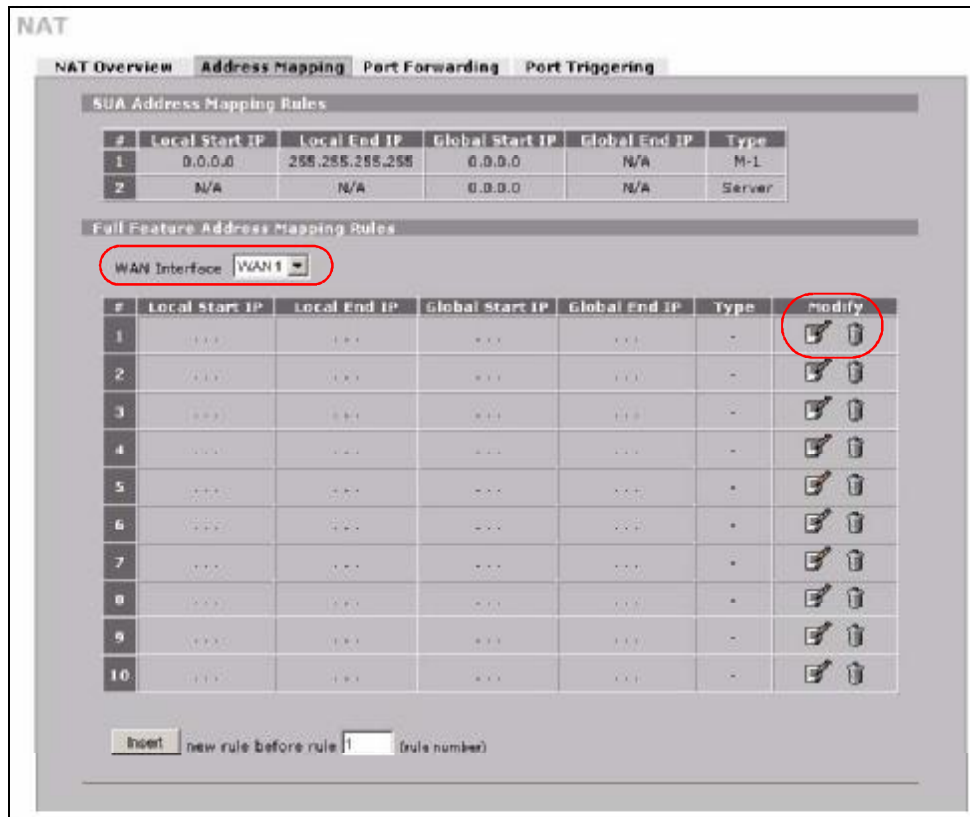 NAT
NAT Overview Address Mapping Port Forwarding Port Triggering
SUA Address Mapping Rules
# Local Start IP Local End IP Global Start IP Global End IP Type
1 0.0.0.0 255.255.255.255 0.0.0.0 N/A M-1
2 N/A N/A 0.0.0.0 N/A Server
Full Feature Address Mapping Rules
WAN Interface WAN 1
# Local Start IP Local End IP Global Start IP Global End IP Type Modify
1 ... ... ... ... -
2 ... ... ... ... -
3 ... ... ... ... -
4 ... ... ... ... -
5 ... ... ... ... -
6 ... ... ... ... -
7 ... ... ... ... -
8 ... ... ... ... -
9 ... ... ... ... -
10 ... ... ... ... -
Insert new rule before rule 1 (rule number)